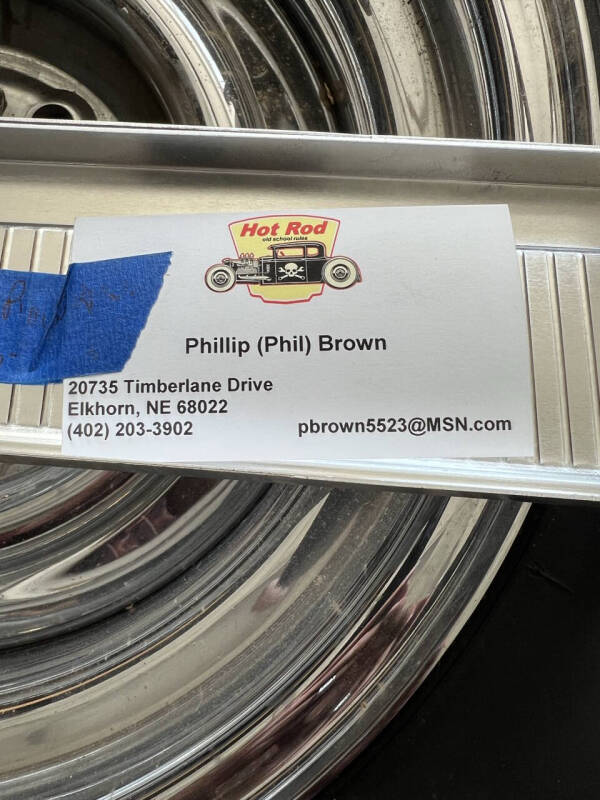 Hot Rod
old school rules
Phillip (Phil) Brown
20735 Timberlane Drive
Elkhorn, NE 68022
(402) 203-3902
pbrown5523@MSN.com